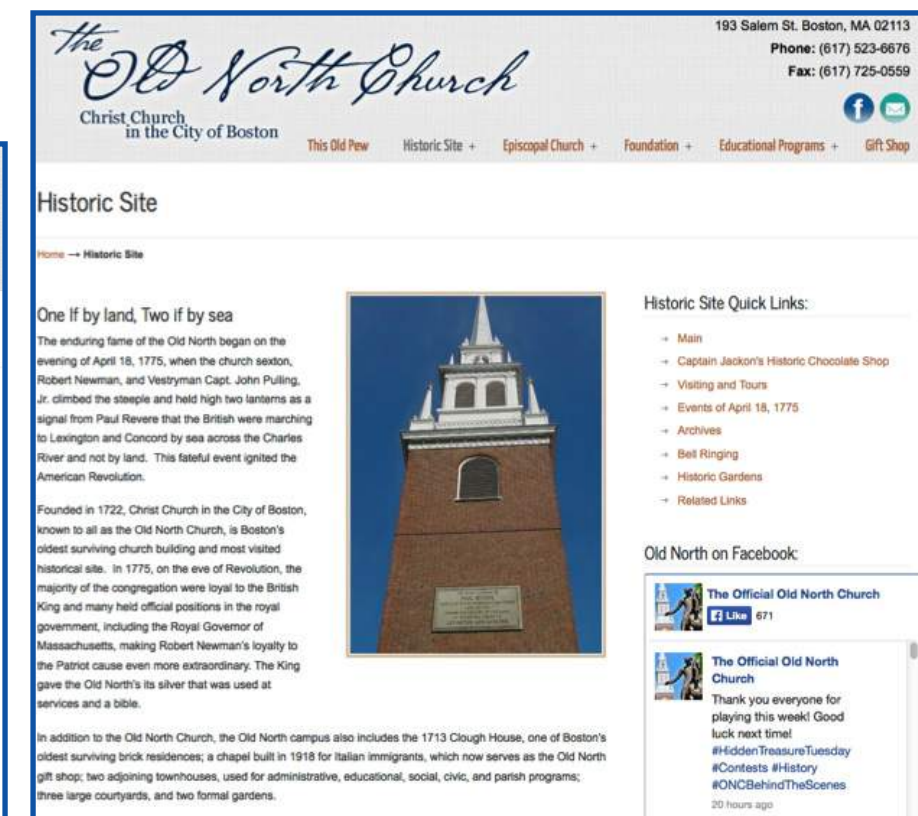 The
Old North Church
Christ Church
in the City of Boston
193 Salem St. Boston, MA 02113
Phone: (617) 523-6676
Fax: (617) 725-0559
This Old Pew Historic Site + Episcopal Church + Foundation + Educational Programs + Gift Shop
Historic Site
Home → Historic Site
One If by land, Two if by sea
The enduring fame of the Old North began on the
evening of April 18, 1775, when the church sexton,
Robert Newman, and Vestryman Capt. John Pulling,
Jr. climbed the steeple and held high two lanterns as a
signal from Paul Revere that the British were marching
to Lexington and Concord by sea across the Charles
River and not by land. This fateful event ignited the
American Revolution.
Founded in 1722, Christ Church in the City of Boston,
known to all as the Old North Church, is Boston's
oldest surviving church building and most visited
historical site. In 1775, on the eve of Revolution, the
majority of the congregation were loyal to the British
King and many held official positions in the royal
government, including the Royal Governor of
Massachusetts, making Robert Newman's loyalty to
the Patriot cause even more extraordinary. The King
gave the Old North's its silver that was used at
services and a bible.
In addition to the Old North Church, the Old North campus also includes the 1713 Clough House, one of Boston's
oldest surviving brick residences; a chapel built in 1918 for Italian immigrants, which now serves as the Old North
gift shop; two adjoining townhouses, used for administrative, educational, social, civic, and parish programs;
three large courtyards, and two formal gardens.
Historic Site Quick Links:
→ Main
→ Captain Jackon's Historic Chocolate Shop
→ Visiting and Tours
→ Events of April 18, 1775
→ Archives
→ Bell Ringing
→ Historic Gardens
→ Related Links
Old North on Facebook:
The Official Old North Church
Like 671
The Official Old North
Church
Thank you everyone for
playing this week! Good
luck next time!
#HiddenTreasureTuesday
#Contests #History
#ONCBehindTheScenes
20 hours ago